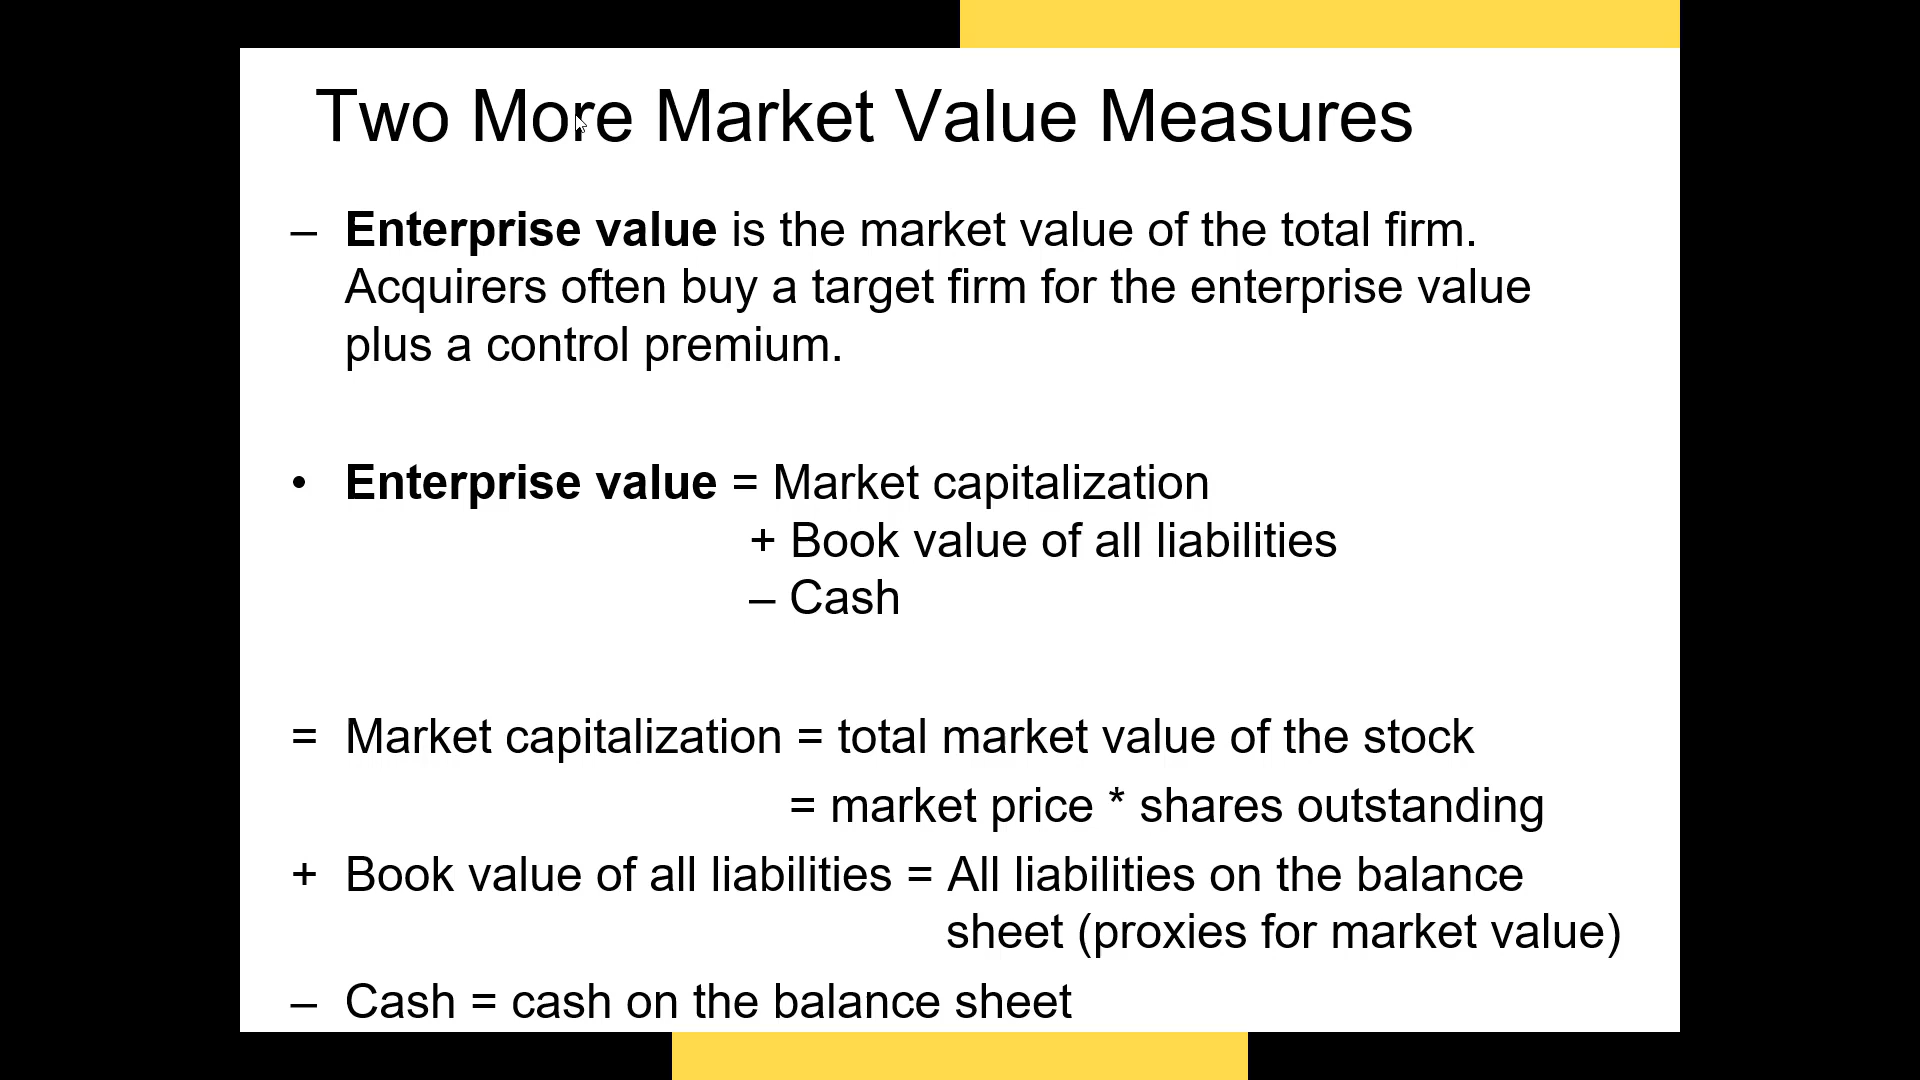 Two More Market Value Measures
– Enterprise value is the market value of the total firm.
Acquirers often buy a target firm for the enterprise value
plus a control premium.
• Enterprise value = Market capitalization
+ Book value of all liabilities
– Cash
= Market capitalization = total market value of the stock
= market price * shares outstanding
+ Book value of all liabilities = All liabilities on the balance
sheet (proxies for market value)
– Cash = cash on the balance sheet